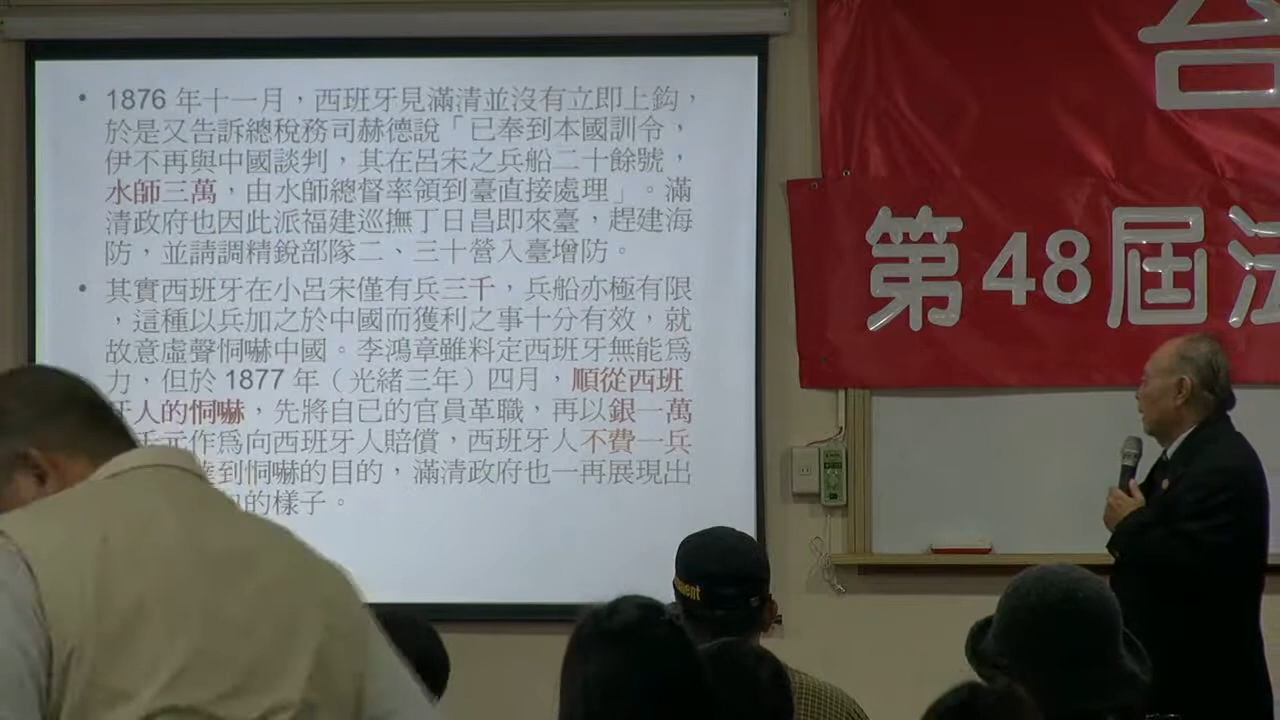 • 1876 年十一月，西班牙見滿清並沒有立即上鈎，
於是又告訴總稅務司赫德說「已奉到本國訓令，
伊不再與中國談判，其在呂宋之兵船二十餘號，
水師三萬，由水師總督率領到臺直接處理」。滿
清政府也因此派福建巡撫丁日昌即來臺，趕建海
防，並請調精銳部隊二、三十營入臺增防。
• 其實西班牙在小呂宋僅有兵三千，兵船亦極有限
，這種以兵加之於中國而獲利之事十分有效，就
故意虛聲恫嚇中國。李鴻章雖料定西班牙無能為
力，但於 1877 年（光緒三年）四月，順從西班
牙人的恫嚇，先將自己的官員革職，再以銀一萬
千元作為向西班牙人賠償，西班牙人不費一兵
達到恫嚇的目的，滿清政府也一再展現出
的樣子。
台
第48屆法